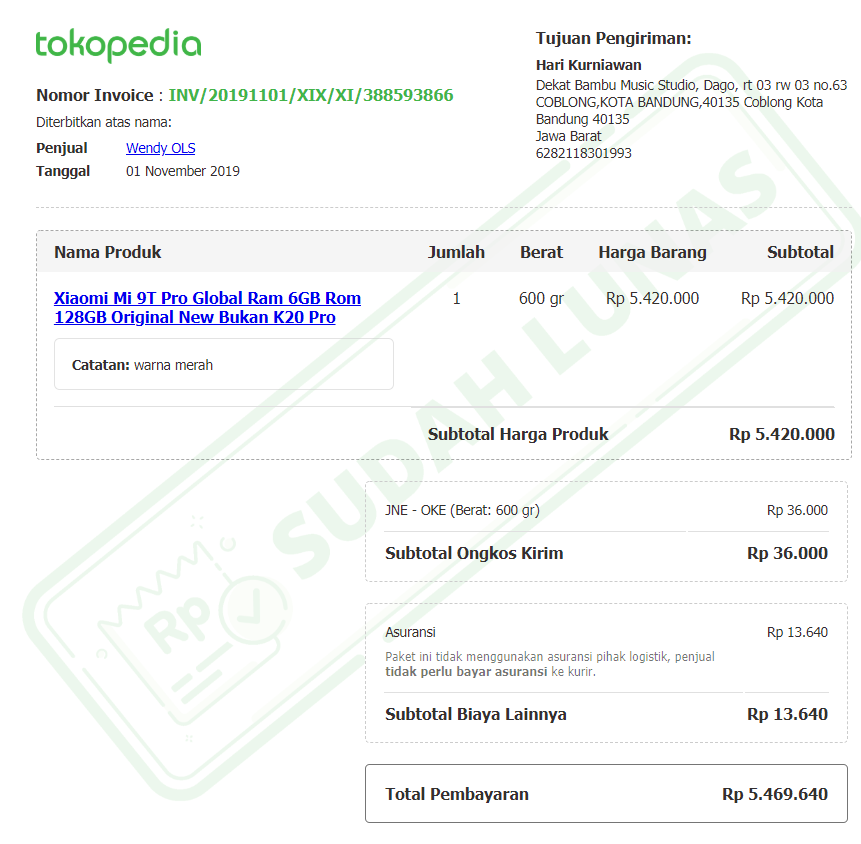 tokopedia
Nomor Invoice : INV/20191101/XIX/XI/388593866
Diterbitkan atas nama:
Penjual Wendy OLS
Tanggal 01 November 2019
Tujuan Pengiriman:
Hari Kurniawan
Dekat Bambu Music Studio, Dago, rt 03 rw 03 no.63
COBLONG,KOTA BANDUNG,40135 Coblong Kota
Bandung 40135
Jawa Barat
6282118301993
Nama Produk Jumlah Berat Harga Barang Subtotal
Xiaomi Mi 9T Pro Global Ram 6GB Rom 1 600 gr Rp 5.420.000 Rp 5.420.000
128GB Original New Bukan K20 Pro
Catatan: warna merah
Subtotal Harga Produk Rp 5.420.000
JNE - OKE (Berat: 600 gr) Rp 36.000
Subtotal Ongkos Kirim Rp 36.000
Asuransi Rp 13.640
Paket ini tidak menggunakan asuransi pihak logistik, penjual
tidak perlu bayar asuransi ke kurir.
Subtotal Biaya Lainnya Rp 13.640
Total Pembayaran Rp 5.469.640
Rp SUDAH LUNAS